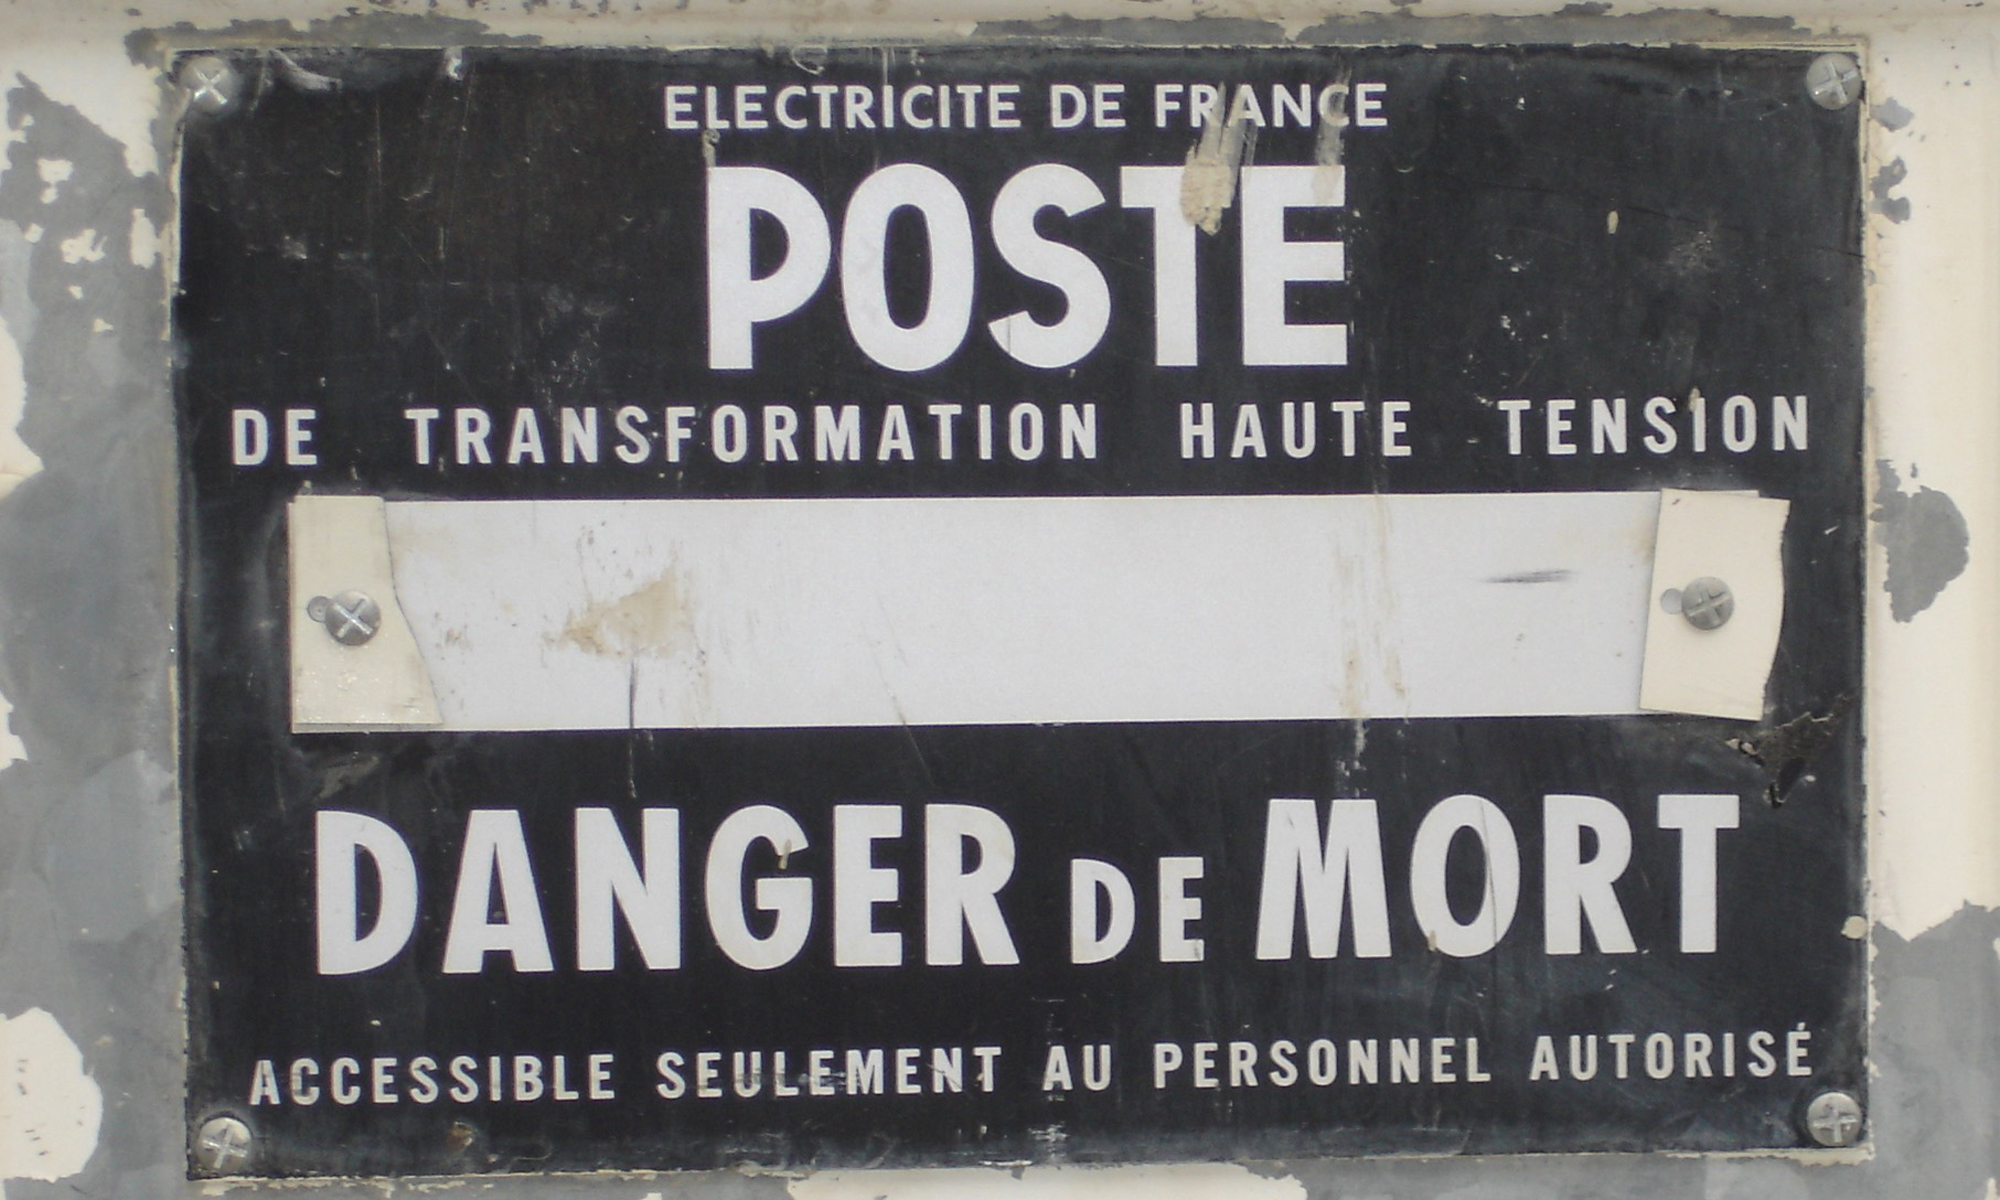 ELECTRICITE DE FRANCE
POSTE
DE TRANSFORMATION HAUTE TENSION
DANGER DE MORT
ACCESSIBLE SEULEMENT AU PERSONNEL AUTORISÉ